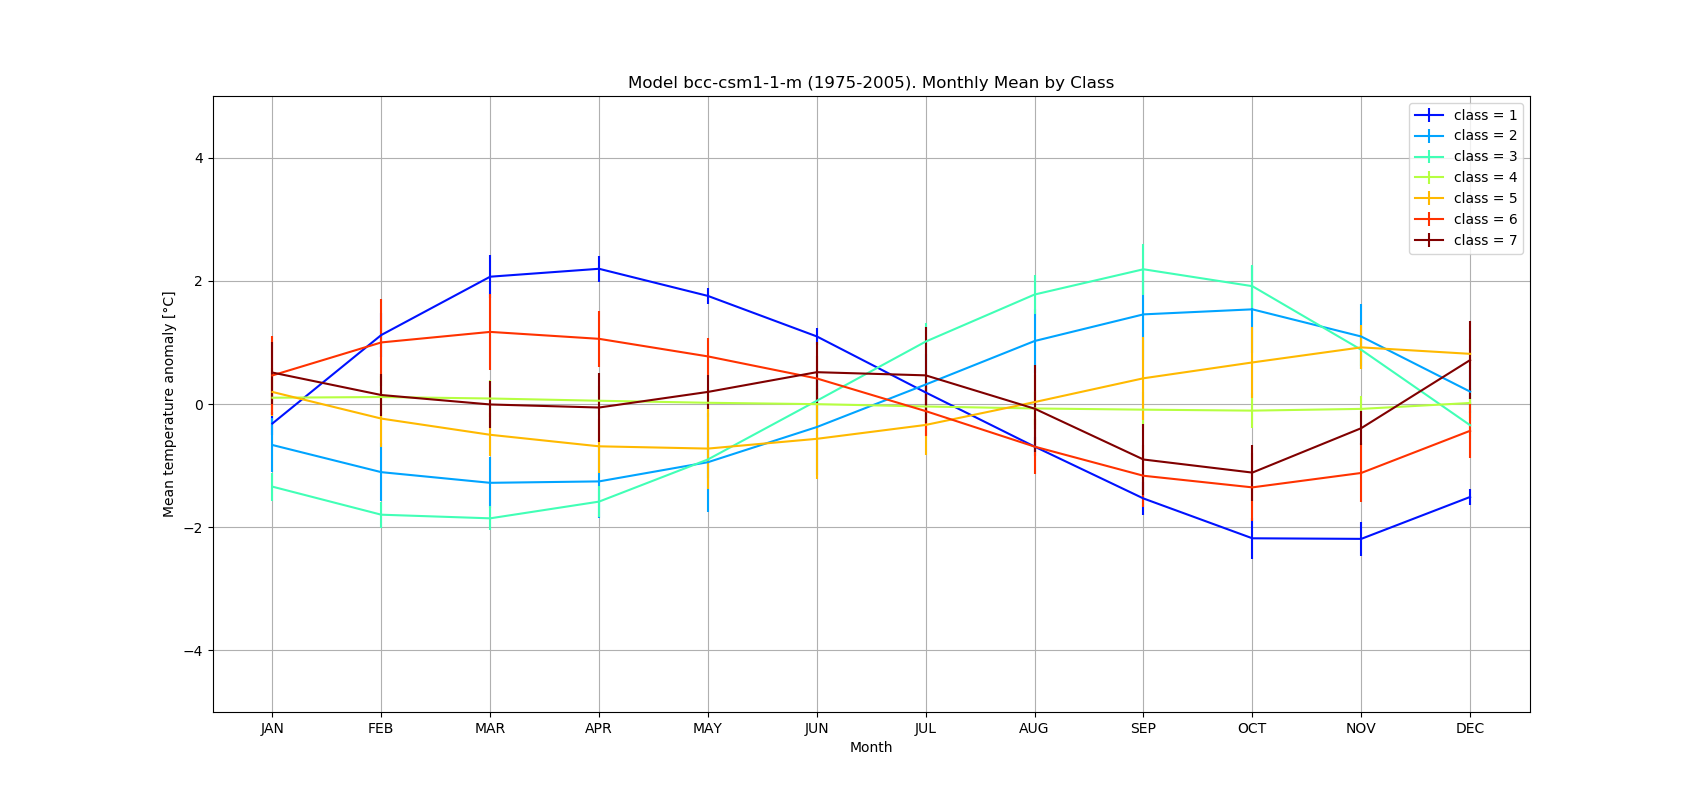 Model bcc-csm1-1-m (1975-2005). Monthly Mean by Class
class = 1
class = 2
class = 3
class = 4
class = 5
class = 6
class = 7
Mean temperature anomaly [°C]
4
2
0
−2
−4
JAN FEB MAR APR MAY JUN JUL AUG SEP OCT NOV DEC
Month